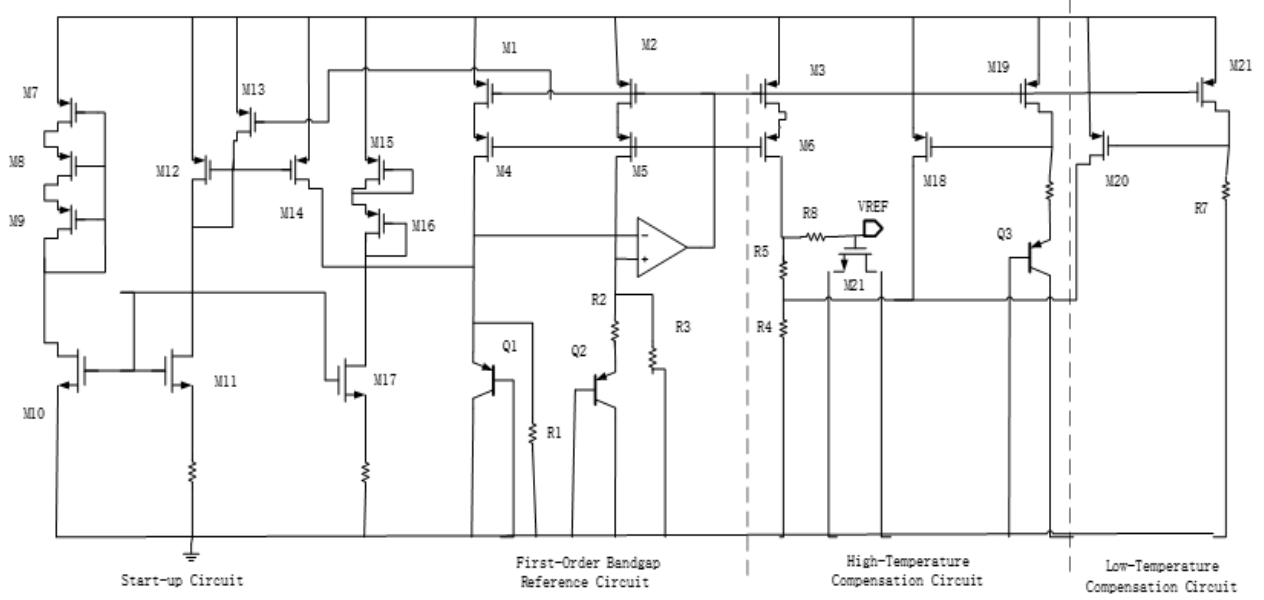 M1
M2
M3
M19
M21
M7
M13
M8
M15
M12
M4
M5
M6
M18
M20
M9
M14
M16
R8
VREF
R7
Q3
R5
M21
R2
R3
R4
Q1
Q2
M11
M17
M10
R1
Start-up Circuit
First-Order Bandgap
Reference Circuit
High-Temperature
Compensation Circuit
Low-Temperature
Compensation Circuit